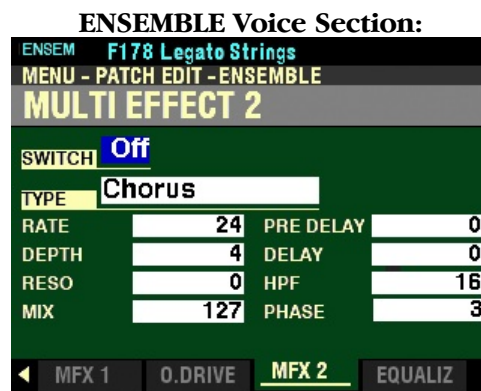 ENSEMBLE Voice Section:
ENSEM F178 Legato Strings
MENU - PATCH EDIT - ENSEMBLE
MULTI EFFECT 2
SWITCH Off
TYPE Chorus
RATE 24 PRE DELAY 0
DEPTH 4 DELAY 0
RESO 0 HPF 16
MIX 127 PHASE 3
MFX 1 O.DRIVE MFX 2 EQUALIZ